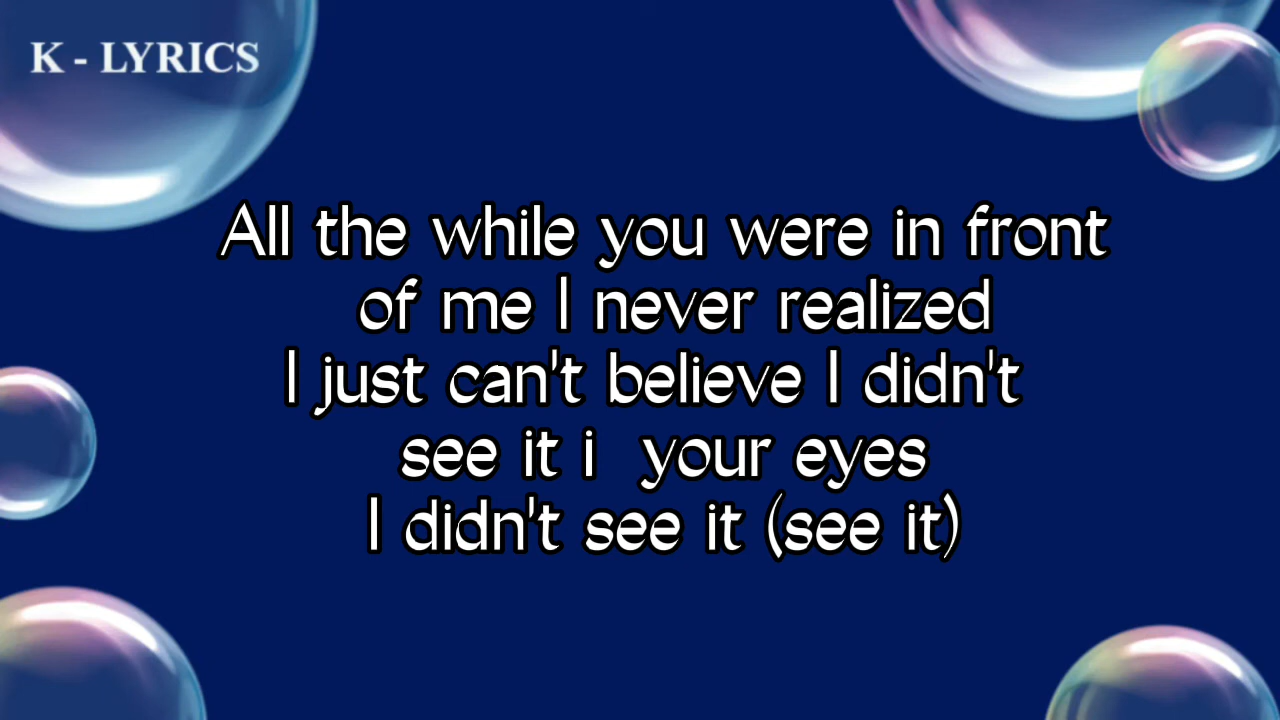 K - LYRICS
All the while you were in front
of me I never realized
I just can't believe I didn't
see it i  your eyes
I didn't see it (see it)